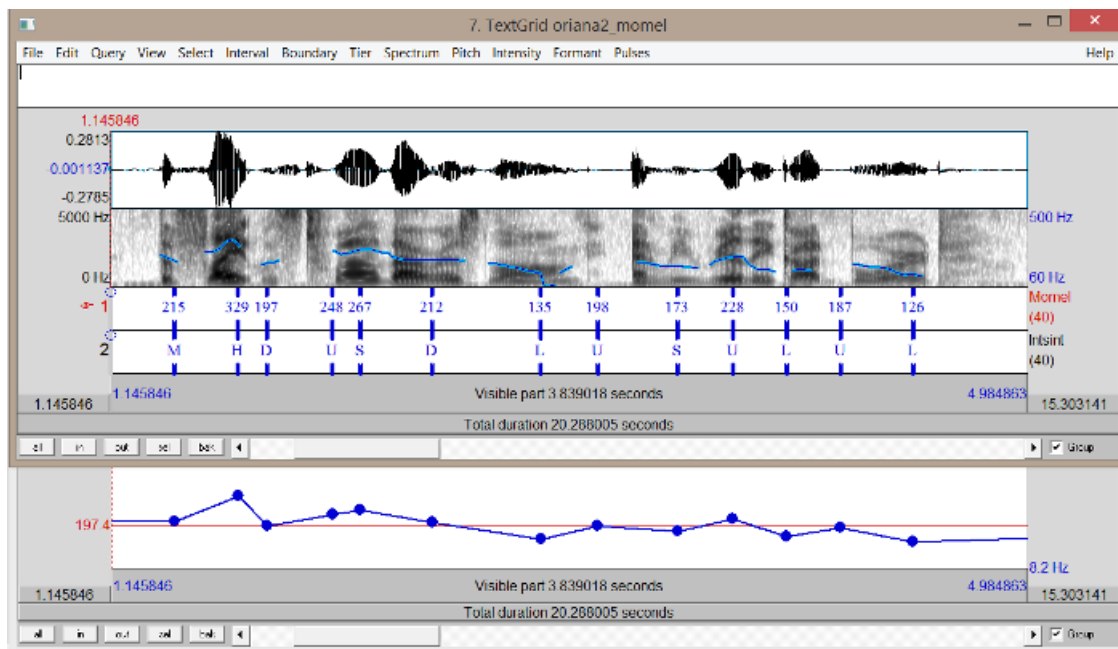 7. TextGrid oriana2_momel
File Edit Query View Select Interval Boundary Tier Spectrum Pitch Intensity Formant Pulses Help
1.145846
0.2813
-0.001137
-0.2785
5000 Hz 500 Hz
0 Hz 60 Hz
1 215 329 197 248 267 212 135 198 173 228 150 187 126 Momel
(40)
2 M H D U S D L U S U L U L Intsint
(40)
1.145846 Visible part 3.839018 seconds 4.984863
1.145846 15.303141
Total duration 20.288005 seconds
all in out sel bak Group
197.4
8.2 Hz
1.145846 Visible part 3.839018 seconds 4.984863
1.145846 15.303141
Total duration 20.288005 seconds
all in out sel bak Group